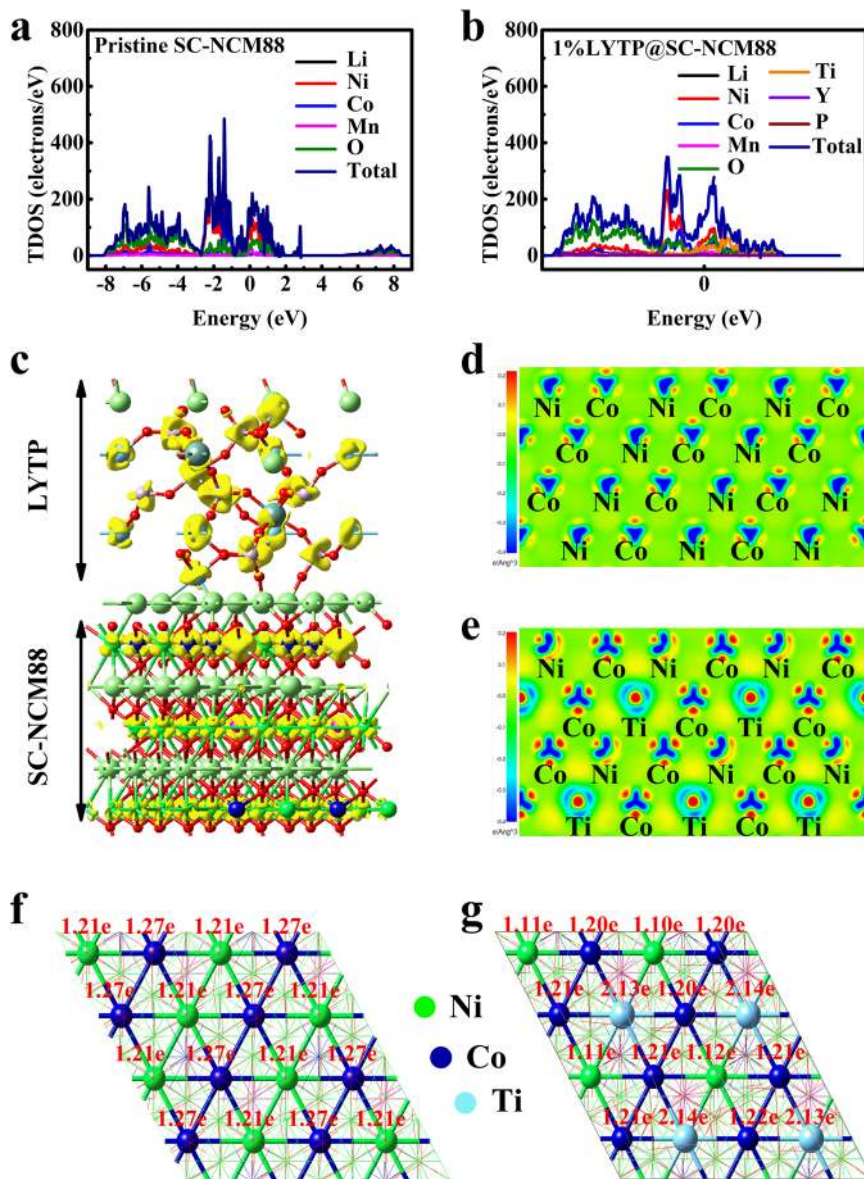 a
Pristine SC-NCM88
Li
Ni
Co
Mn
O
Total
TDOS (electrons/eV)
800
600
400
200
0
-8 -6 -4 -2 0 2 4 6 8
Energy (eV)
b
1%LYTP@SC-NCM88
Li Ti
Ni Y
Co P
Mn Total
O
TDOS (electrons/eV)
800
600
400
200
0
0
Energy (eV)
c
LYTP
SC-NCM88
d
Ni Co Ni Co Ni Co
Co Ni Co Ni Co
Co Ni Co Ni Co Ni
Ni Co Ni Co Ni
e/Ang^3
e
Ni Co Ni Co Ni Co
Co Ti Co Ti Co
Co Ni Co Ni Co Ni
Ti Co Ti Co Ti
e/Ang^3
f
1.21e 1.27e 1.21e 1.27e
1.27e 1.21e 1.27e 1.21e
1.21e 1.27e 1.21e 1.27e
1.27e 1.21e 1.27e 1.21e
Ni
Co
Ti
g
1.11e 1.20e 1.10e 1.20e
1.21e 2.13e 1.20e 2.14e
1.11e 1.21e 1.12e 1.21e
1.21e 2.14e 1.22e 2.13e